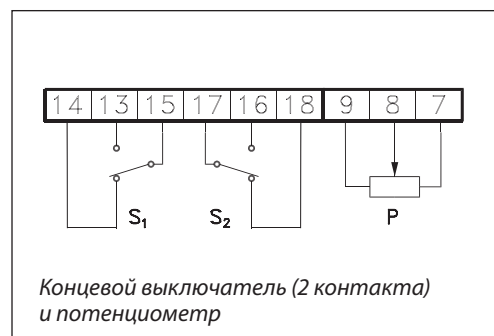 14 13 15 17 16 18 9 8 7
S₁ S₂ P
Концевой выключатель (2 контакта)
и потенциометр